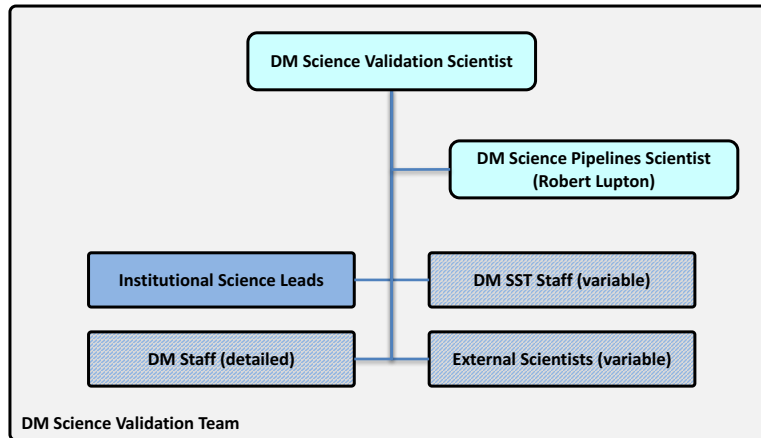 DM Science Validation Scientist
DM Science Pipelines Scientist
(Robert Lupton)
Institutional Science Leads
DM SST Staff (variable)
DM Staff (detailed)
External Scientists (variable)
DM Science Validation Team